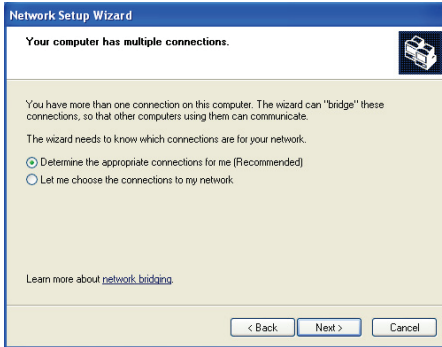 Network Setup Wizard
Your computer has multiple connections.
You have more than one connection on this computer. The wizard can "bridge" these
connections, so that other computers using them can communicate.
The wizard needs to know which connections are for your network.
Determine the appropriate connections for me (Recommended)
Let me choose the connections to my network
Learn more about network bridging.
< Back
Next >
Cancel